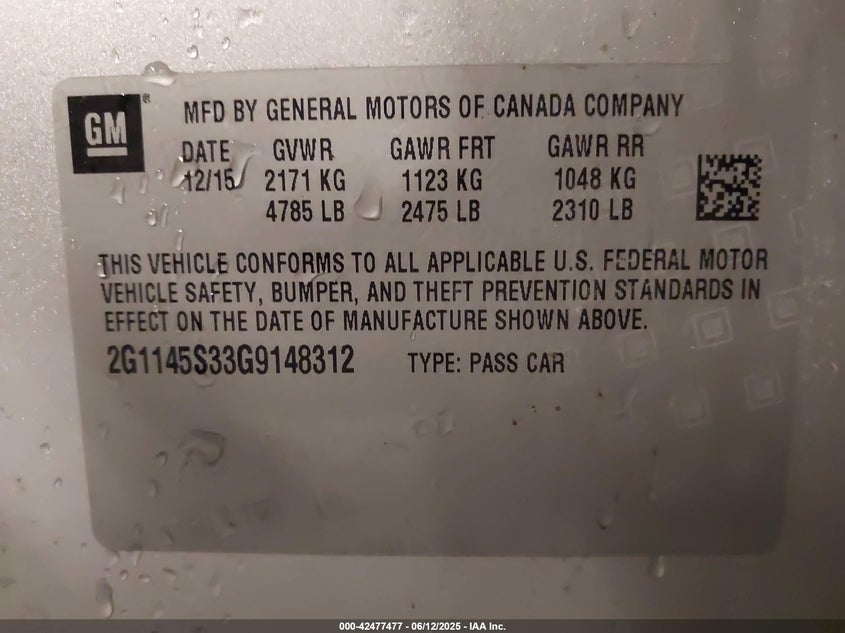 GM ® MFD BY GENERAL MOTORS OF CANADA COMPANY
DATE GVWR GAWR FRT GAWR RR
12/15 2171 KG 1123 KG 1048 KG
4785 LB 2475 LB 2310 LB
THIS VEHICLE CONFORMS TO ALL APPLICABLE U.S. FEDERAL MOTOR
VEHICLE SAFETY, BUMPER, AND THEFT PREVENTION STANDARDS IN
EFFECT ON THE DATE OF MANUFACTURE SHOWN ABOVE.
2G1145S33G9148312 TYPE: PASS CAR
000-42477477 - 06/12/2025 - IAA Inc.